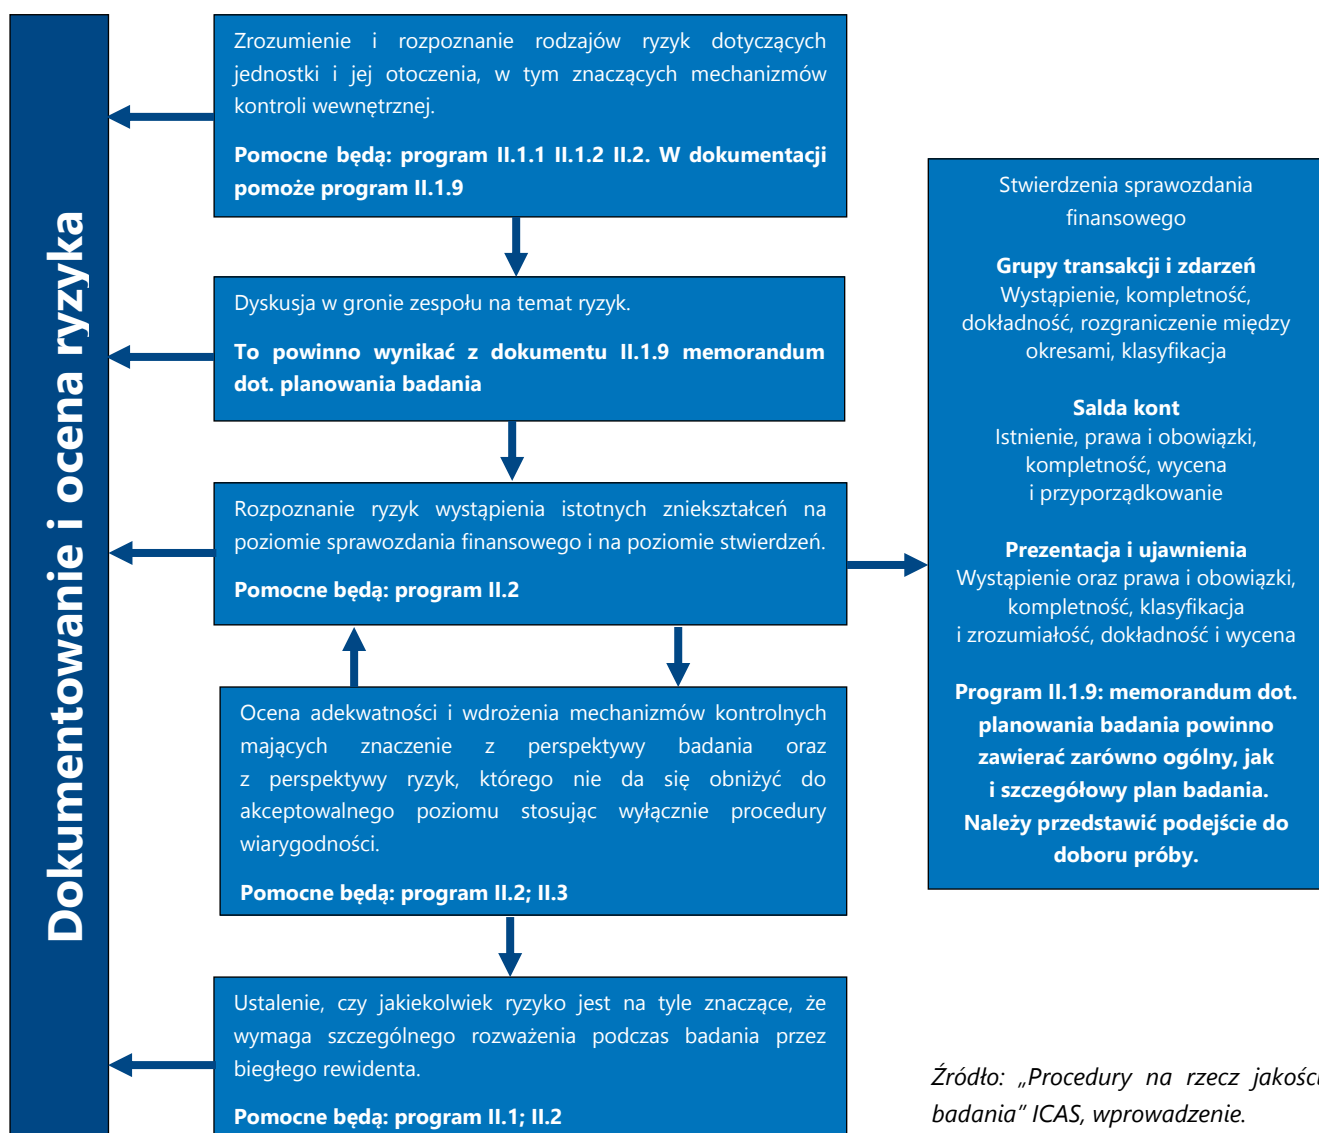 Dokumentowanie i ocena ryzyka
Zrozumienie i rozpoznanie rodzajów ryzyk dotyczących
jednostki i jej otoczenia, w tym znaczących mechanizmów
kontroli wewnętrznej.
Pomocne będą: program II.1.1 II.1.2 II.2. W dokumentacji
pomoże program II.1.9
Dyskusja w gronie zespołu na temat ryzyk.
To powinno wynikać z dokumentu II.1.9 memorandum
dot. planowania badania
Rozpoznanie ryzyk wystąpienia istotnych zniekształceń na
poziomie sprawozdania finansowego i na poziomie stwierdzeń.
Pomocne będą: program II.2
Ocena adekwatności i wdrożenia mechanizmów kontrolnych
mających znaczenie z perspektywy badania oraz
z perspektywy ryzyk, którego nie da się obniżyć do
akceptowalnego poziomu stosując wyłącznie procedury
wiarygodności.
Pomocne będą: program II.2; II.3
Ustalenie, czy jakiekolwiek ryzyko jest na tyle znaczące, że
wymaga szczególnego rozważenia podczas badania przez
biegłego rewidenta.
Pomocne będą: program II.1; II.2
Stwierdzenia sprawozdania
finansowego
Grupy transakcji i zdarzeń
Wystąpienie, kompletność,
dokładność, rozgraniczenie między
okresami, klasyfikacja
Salda kont
Istnienie, prawa i obowiązki,
kompletność, wycena
i przyporządkowanie
Prezentacja i ujawnienia
Wystąpienie oraz prawa i obowiązki,
kompletność, klasyfikacja
i zrozumiałość, dokładność i wycena
Program II.1.9: memorandum dot.
planowania badania powinno
zawierać zarówno ogólny, jak
i szczegółowy plan badania.
Należy przedstawić podejście do
doboru próby.
Źródło: „Procedury na rzecz jakości
badania” ICAS, wprowadzenie.